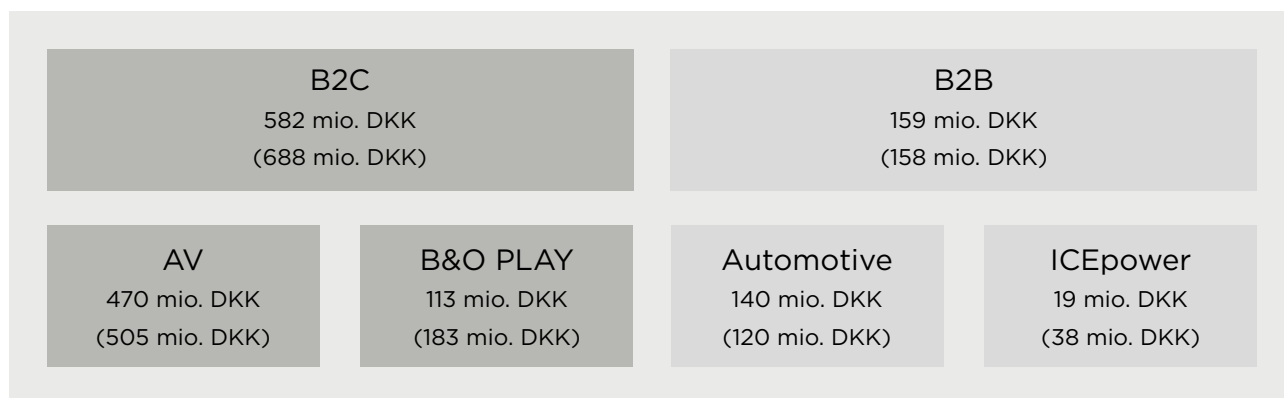 B2C
582 mio. DKK
(688 mio. DKK)
B2B
159 mio. DKK
(158 mio. DKK)
AV
470 mio. DKK
(505 mio. DKK)
B&O PLAY
113 mio. DKK
(183 mio. DKK)
Automotive
140 mio. DKK
(120 mio. DKK)
ICEpower
19 mio. DKK
(38 mio. DKK)